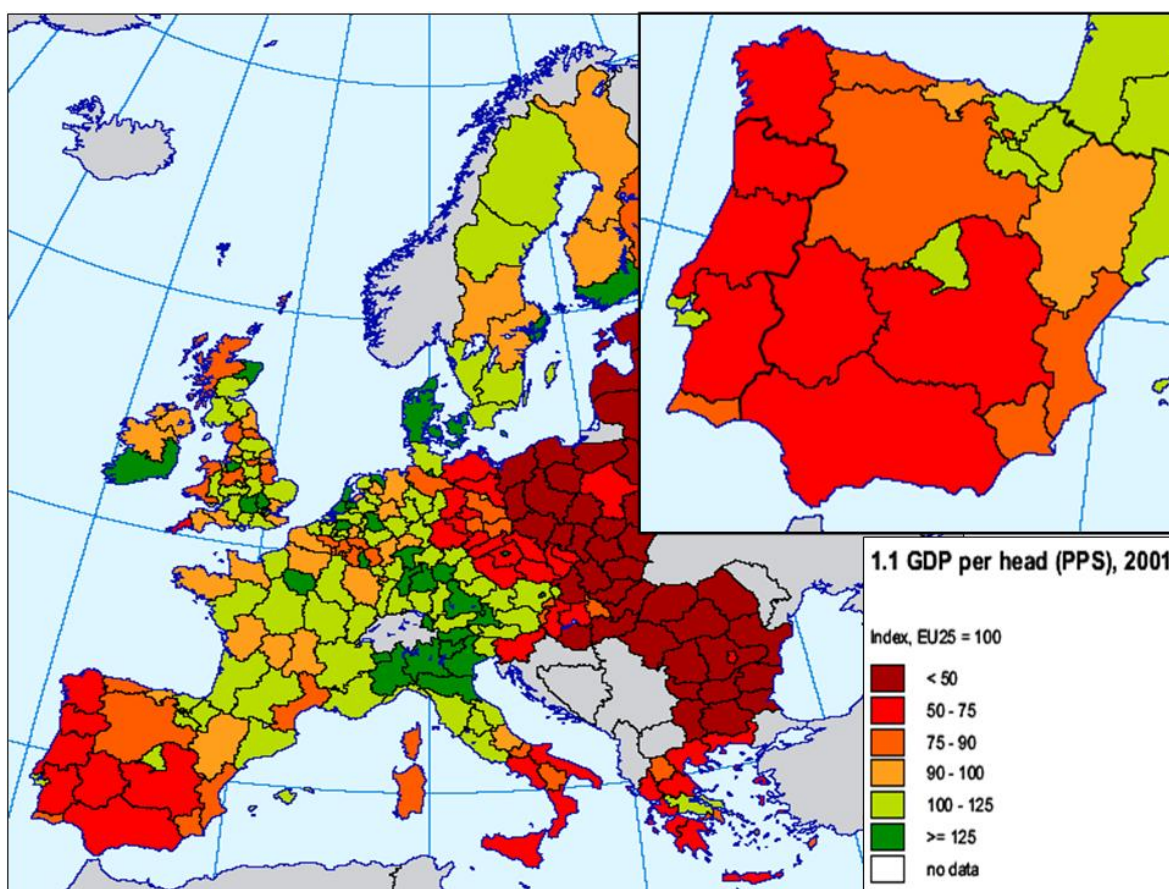 1.1 GDP per head (PPS), 2001
Index, EU25 = 100
< 50
50 - 75
75 - 90
90 - 100
100 - 125
>= 125
no data